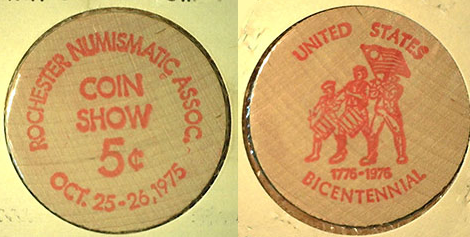 ROCHESTER NUMISMATIC ASSOC.
COIN
SHOW
5¢
OCT. 25-26, 1975
UNITED STATES
1776-1976
BICENTENNIAL